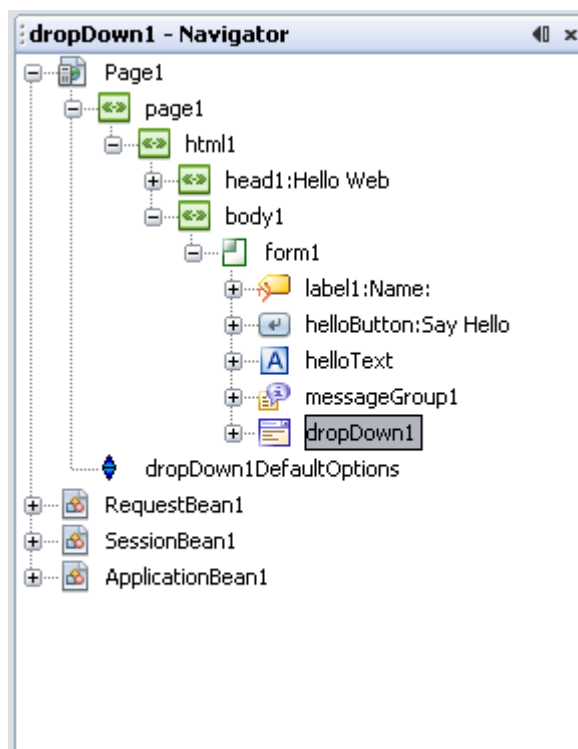 dropDown1 - Navigator
Page1
page1
html1
head1:Hello Web
body1
form1
label1:Name:
helloButton:Say Hello
helloText
messageGroup1
dropDown1
dropDown1DefaultOptions
RequestBean1
SessionBean1
ApplicationBean1